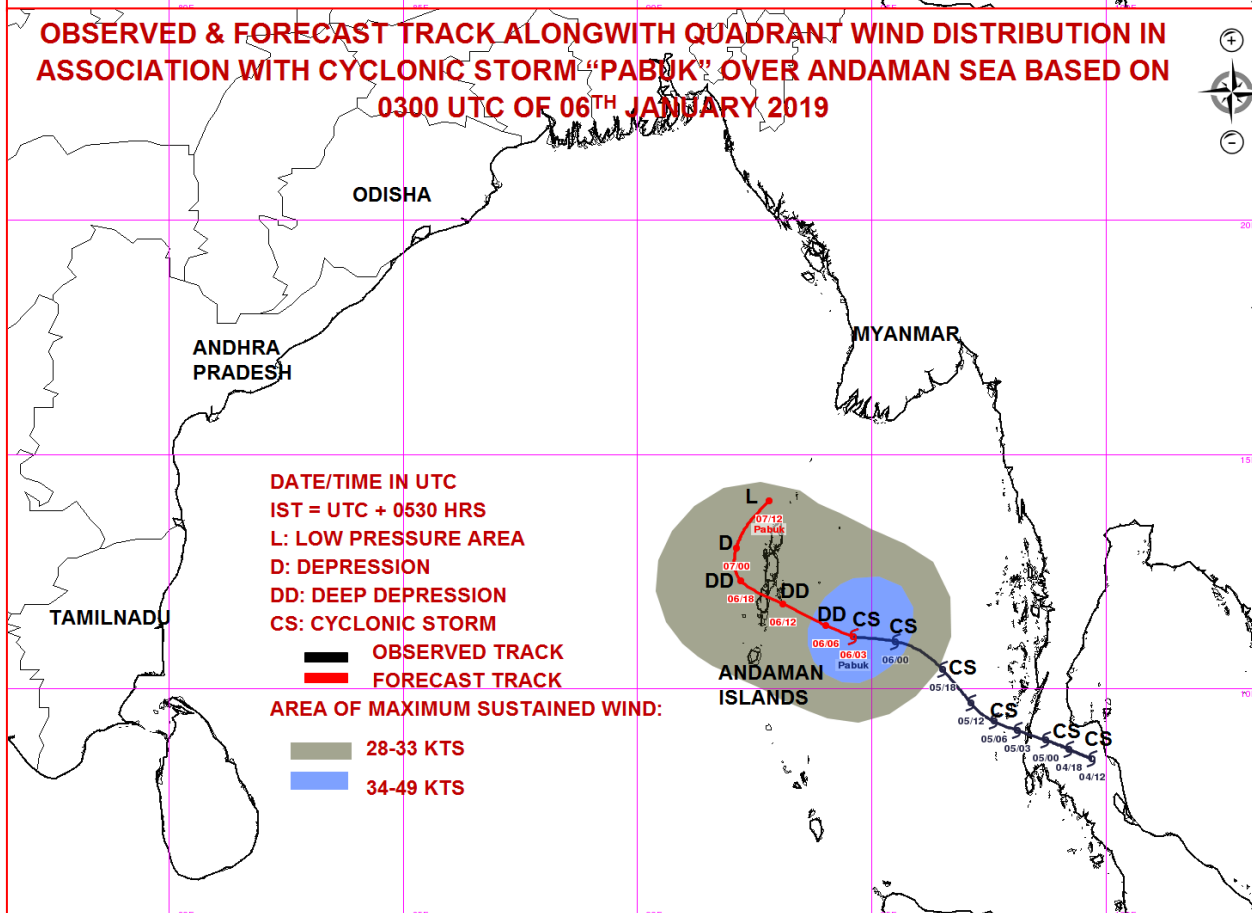 OBSERVED & FORECAST TRACK ALONGWITH QUADRANT WIND DISTRIBUTION IN
ASSOCIATION WITH CYCLONIC STORM “PABUK” OVER ANDAMAN SEA BASED ON
0300 UTC OF 06TH JANUARY 2019
ODISHA
20
MYANMAR
ANDHRA
PRADESH
15
DATE/TIME IN UTC
IST = UTC + 0530 HRS
L: LOW PRESSURE AREA
D: DEPRESSION
DD: DEEP DEPRESSION
CS: CYCLONIC STORM
OBSERVED TRACK
FORECAST TRACK
AREA OF MAXIMUM SUSTAINED WIND:
28-33 KTS
34-49 KTS
TAMILNADU
L
07/12
Pabuk
D
07/00
DD
06/18
DD
06/12
DD
06/06
CS
06/03
Pabuk
CS
06/00
CS
05/18
05/12
CS
05/06
05/03
CS
05/00
04/18
CS
04/12
ANDAMAN
ISLANDS